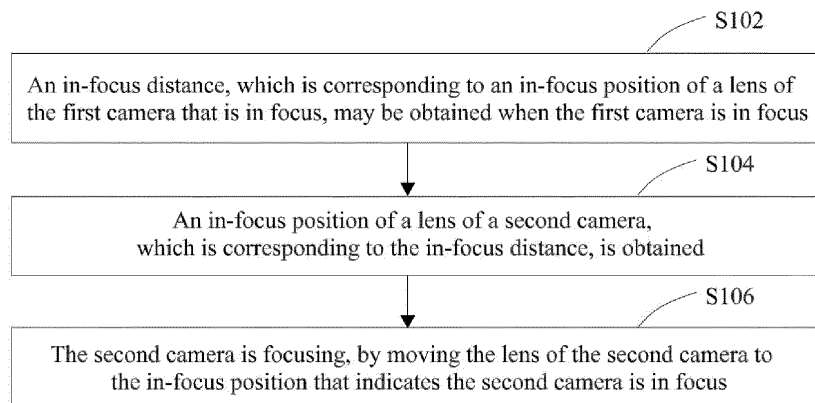 S102
An in-focus distance, which is corresponding to an in-focus position of a lens of
the first camera that is in focus, may be obtained when the first camera is in focus
S104
An in-focus position of a lens of a second camera,
which is corresponding to the in-focus distance, is obtained
S106
The second camera is focusing, by moving the lens of the second camera to
the in-focus position that indicates the second camera is in focus